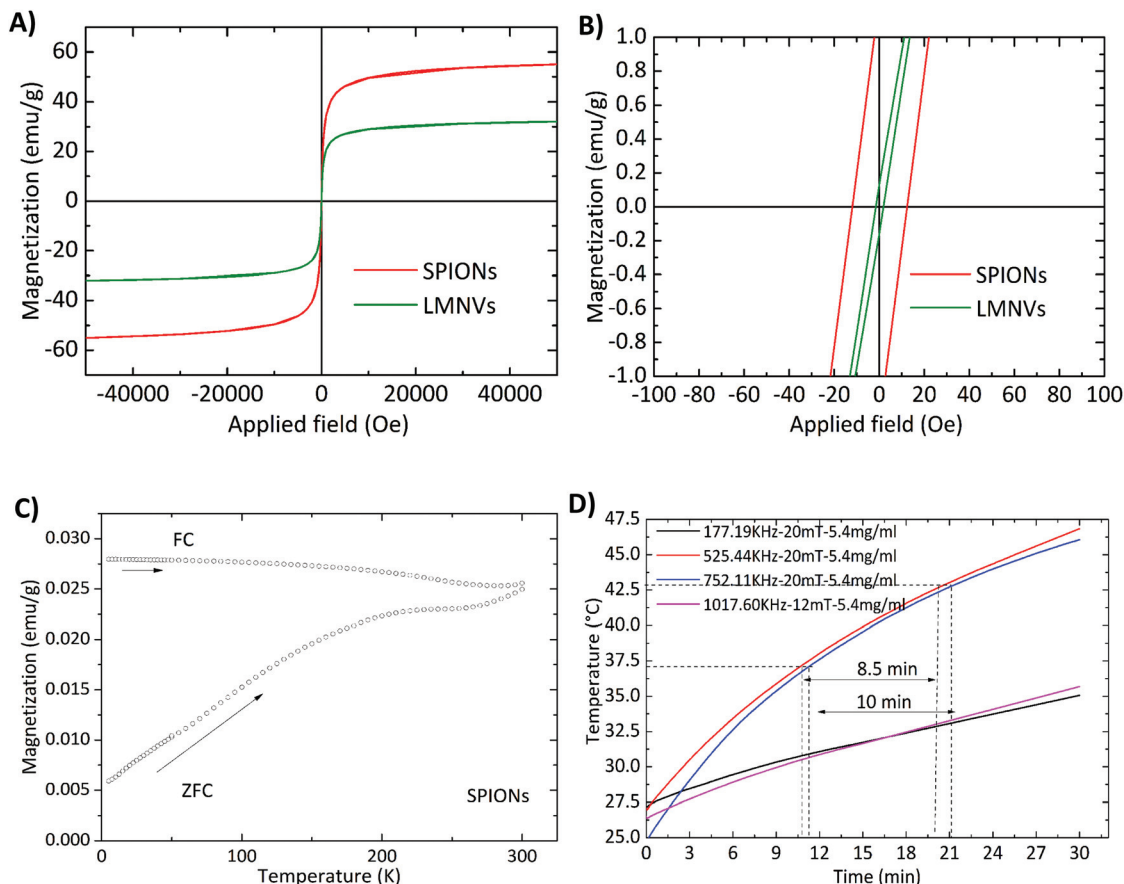 A)
60
40
20
0
-20
-40
-60
Magnetization (emu/g)
SPIONs
LMNVs
-40000 -20000 0 20000 40000
Applied field (Oe)
B)
1.0
0.8
0.6
0.4
0.2
0.0
-0.2
-0.4
-0.6
-0.8
-1.0
Magnetization (emu/g)
SPIONs
LMNVs
-100 -80 -60 -40 -20 0 20 40 60 80 100
Applied field (Oe)
C)
0.030
0.025
0.020
0.015
0.010
0.005
0.000
Magnetization (emu/g)
FC
ZFC
SPIONs
0 100 200 300
Temperature (K)
D)
47.5
45.0
42.5
40.0
37.5
35.0
32.5
30.0
27.5
25.0
Temperature (°C)
177.19KHz-20mT-5.4mg/ml
525.44KHz-20mT-5.4mg/ml
752.11KHz-20mT-5.4mg/ml
1017.60KHz-12mT-5.4mg/ml
8.5 min
10 min
0 3 6 9 12 15 18 21 24 27 30
Time (min)